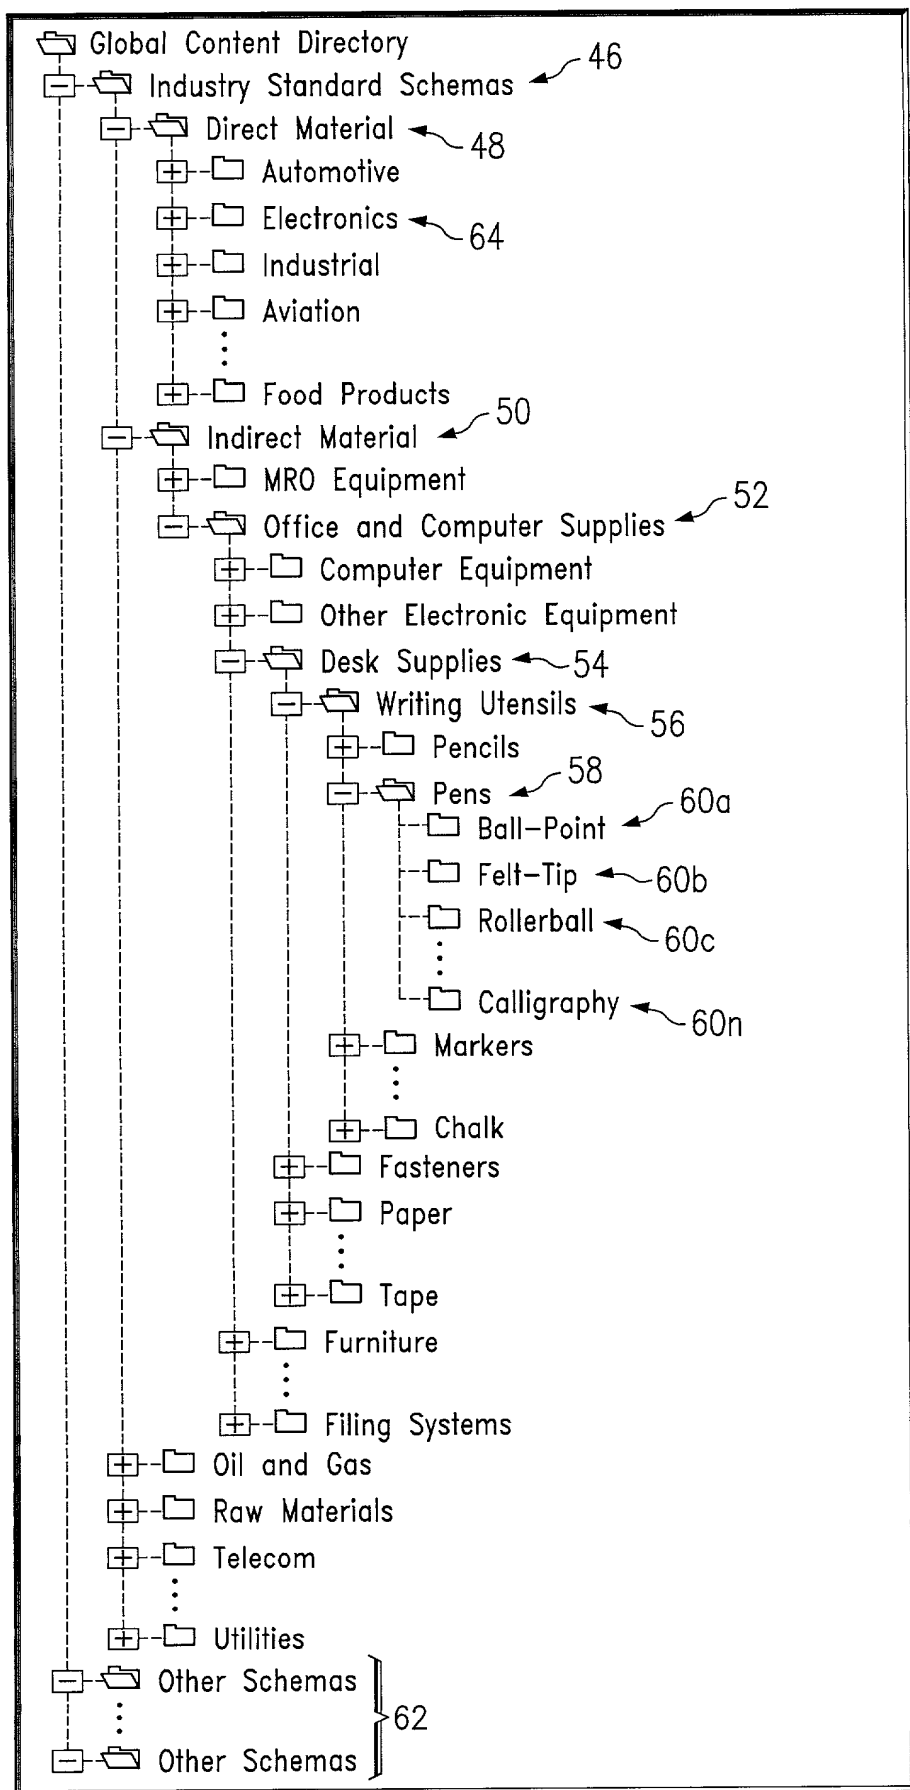 Global Content Directory
Industry Standard Schemas 46
Direct Material 48
Automotive
Electronics 64
Industrial
Aviation
Food Products
Indirect Material 50
MRO Equipment
Office and Computer Supplies 52
Computer Equipment
Other Electronic Equipment
Desk Supplies 54
Writing Utensils 56
Pencils
Pens 58
Ball-Point 60a
Felt-Tip 60b
Rollerball 60c
Calligraphy 60n
Markers
Chalk
Fasteners
Paper
Tape
Furniture
Filing Systems
Oil and Gas
Raw Materials
Telecom
Utilities
Other Schemas
62
Other Schemas